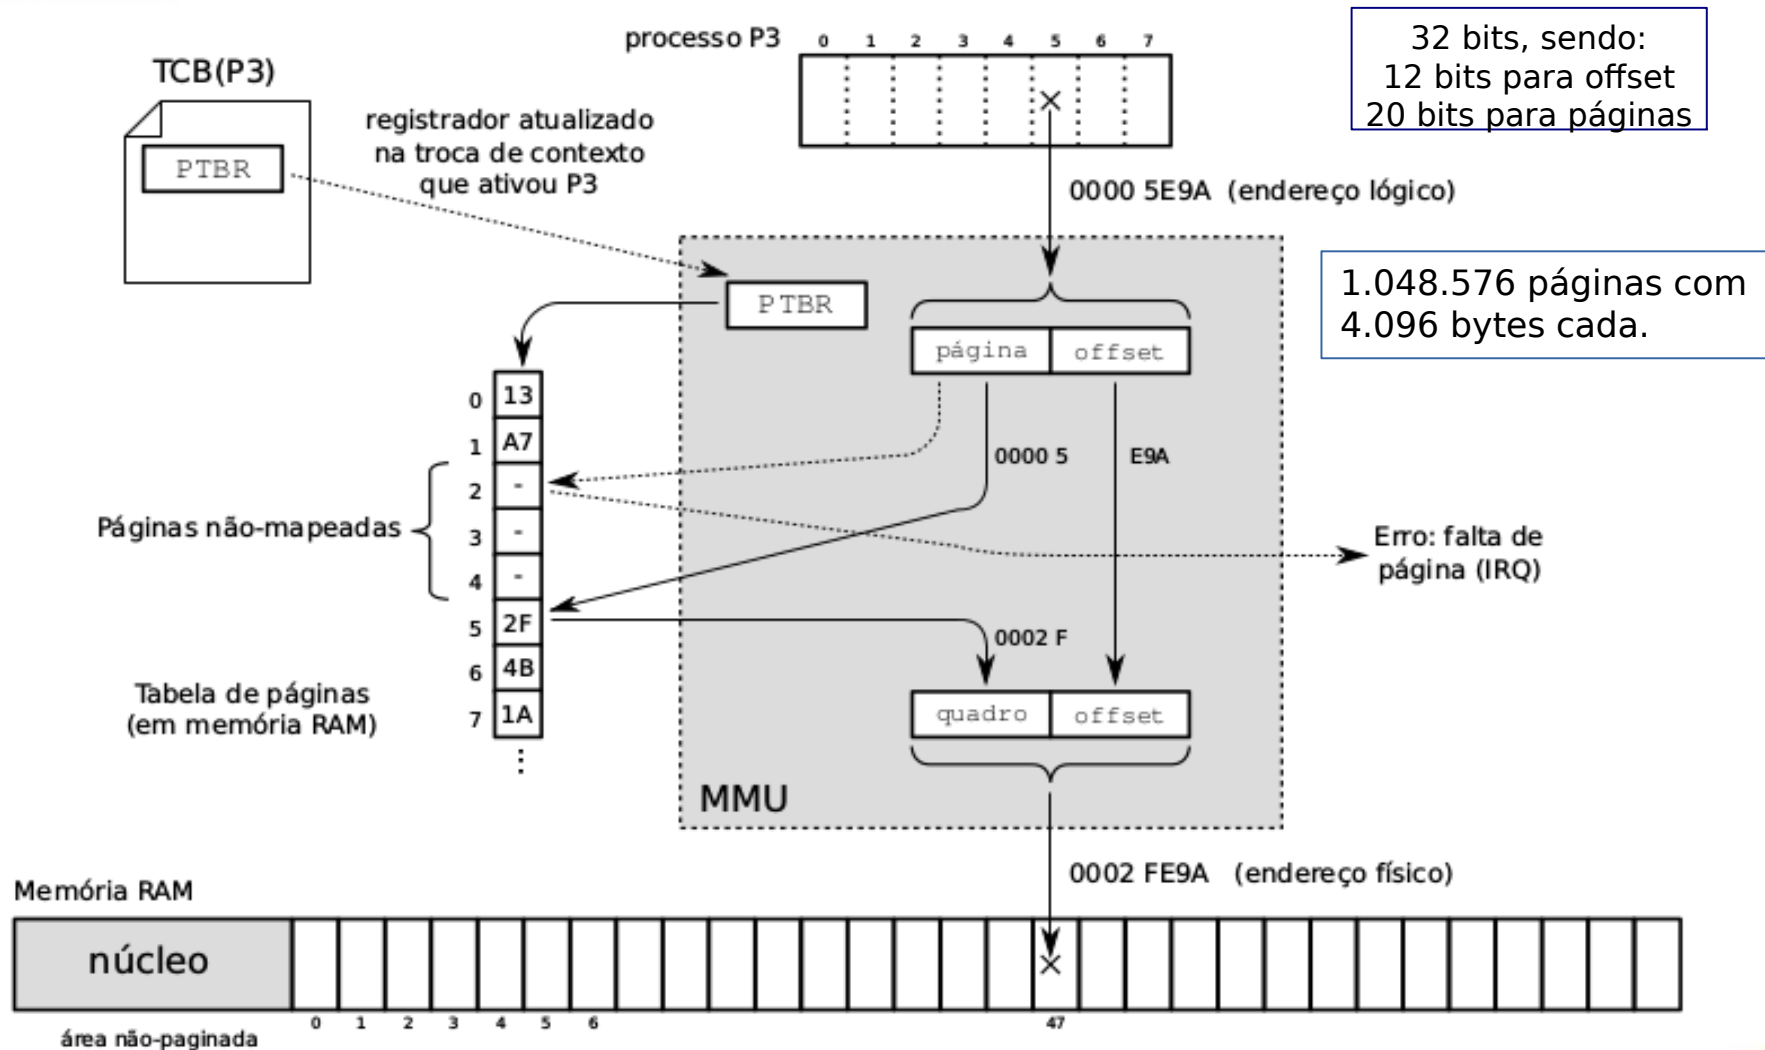 processo P3
0 1 2 3 4 5 6 7
32 bits, sendo:
12 bits para offset
20 bits para páginas
TCB(P3)
PTBR
registrador atualizado
na troca de contexto
que ativou P3
0000 5E9A (endereço lógico)
1.048.576 páginas com
4.096 bytes cada.
PTBR
página offset
0 13
1 A7
2 -
3 -
4 -
5 2F
6 4B
7 1A
Páginas não-mapeadas
0000 5
E9A
Erro: falta de
página (IRQ)
0002 F
Tabela de páginas
(em memória RAM)
quadro offset
MMU
0002 FE9A (endereço físico)
Memória RAM
núcleo
0 1 2 3 4 5 6 47
área não-paginada